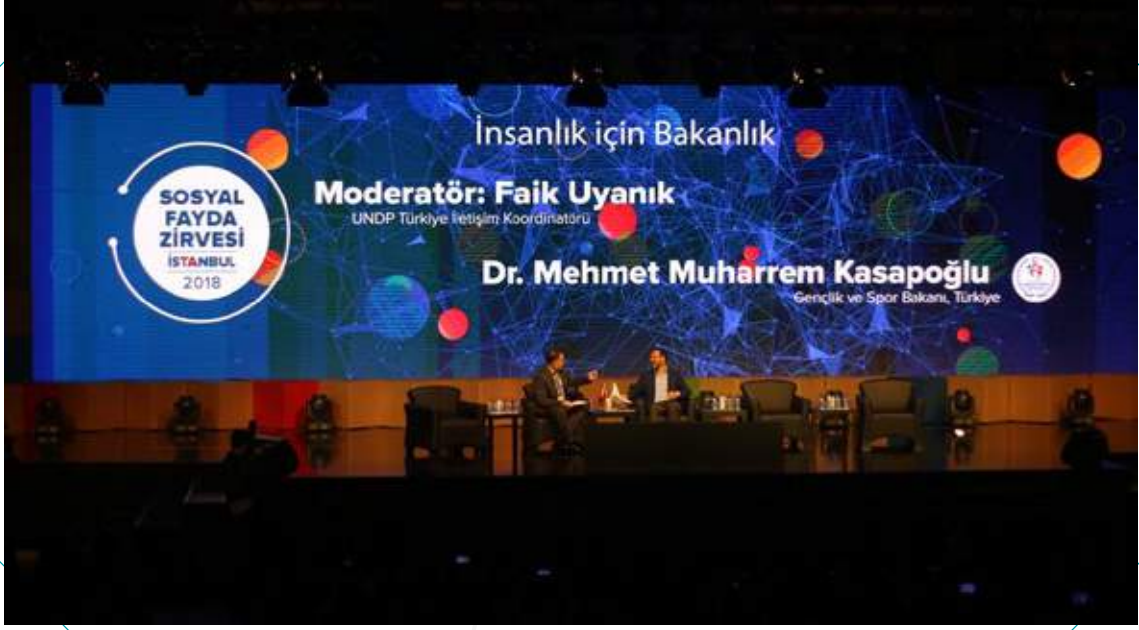 İnsanlık için Bakanlık
SOSYAL
FAYDA
ZİRVESİ
İSTANBUL
2018
Moderatör: Faik Uyanık
UNDP Türkiye İletişim Koordinatörü
Dr. Mehmet Muharrem Kasapoğlu
Gençlik ve Spor Bakanı, Türkiye